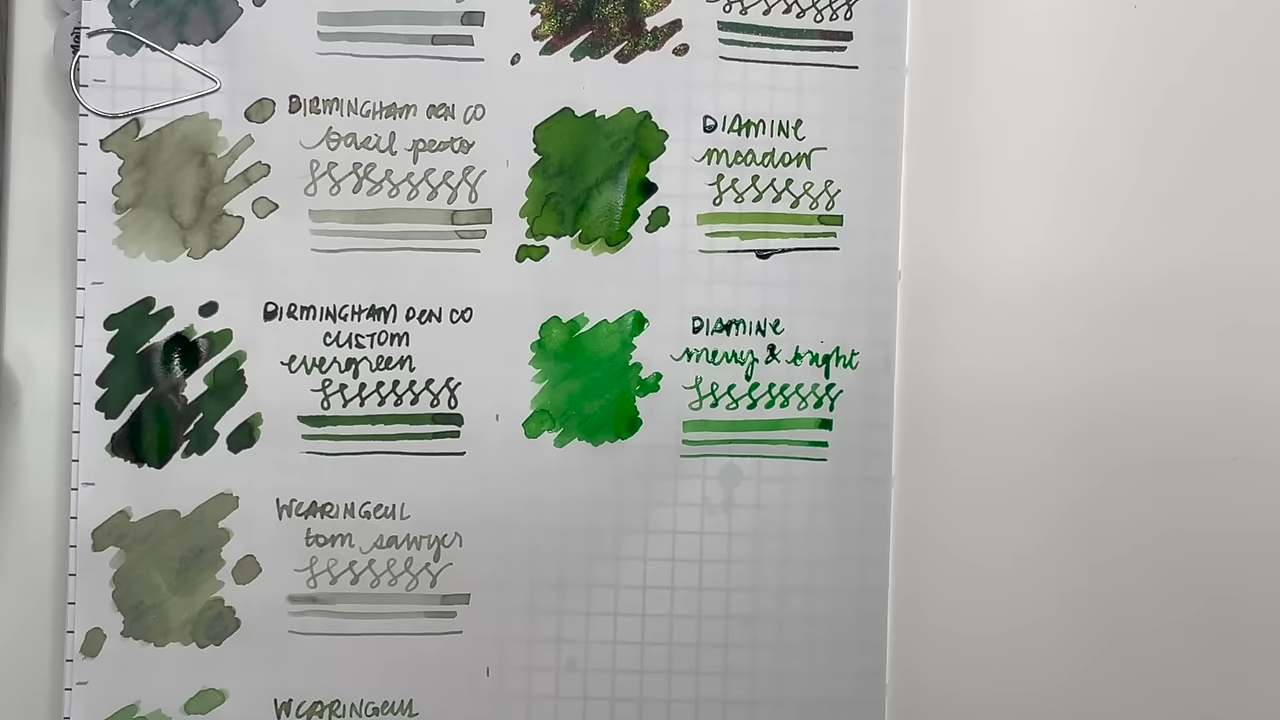 BIRMINGHAM PEN CO
basil pesto
BIRMINGHAM PEN CO
CUSTOM
evergreen
WEARINGEUL
tom sawyer
WEARINGEUL
DIAMINE
meadow
DIAMINE
merry & bright